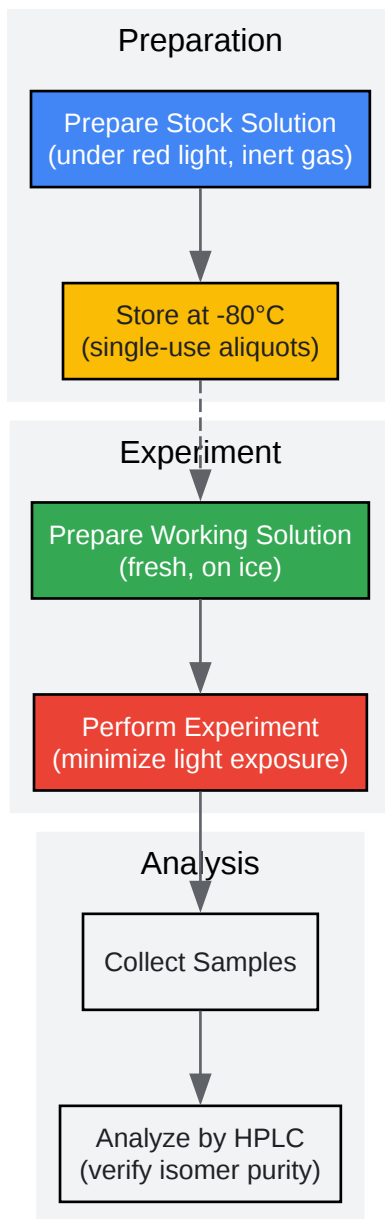 Preparation
Prepare Stock Solution
(under red light, inert gas)
Store at -80°C
(single-use aliquots)
Experiment
Prepare Working Solution
(fresh, on ice)
Perform Experiment
(minimize light exposure)
Analysis
Collect Samples
Analyze by HPLC
(verify isomer purity)